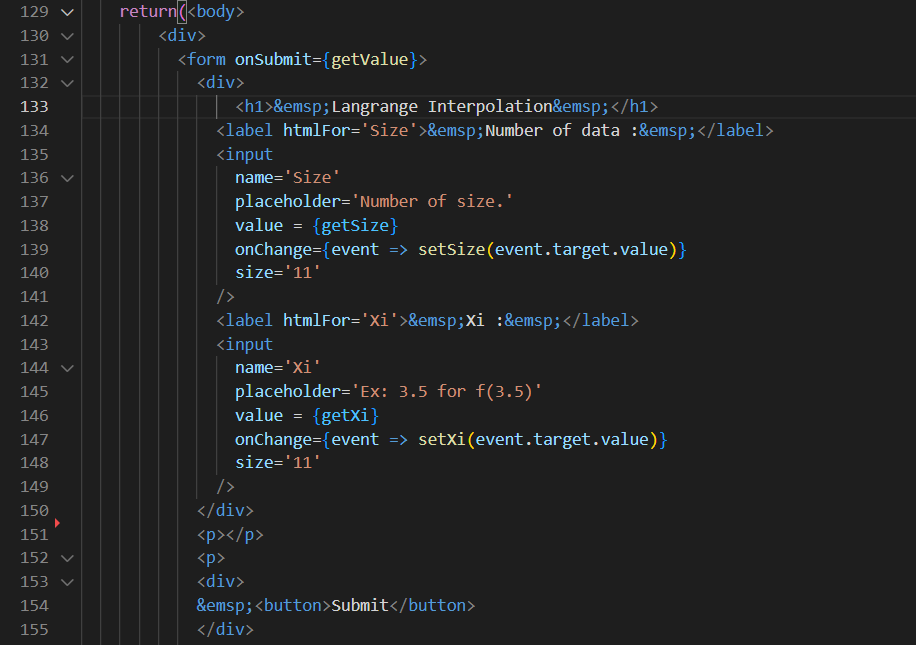 129 return(<body>
130 <div>
131 <form onSubmit={getValue}>
132 <div>
133 <h1>&emsp;Langrange Interpolation&emsp;</h1>
134 <label htmlFor='Size'>&emsp;Number of data :&emsp;</label>
135 <input
136 name='Size'
137 placeholder='Number of size.'
138 value = {getSize}
139 onChange={event => setSize(event.target.value)}
140 size='11'
141 />
142 <label htmlFor='Xi'>&emsp;Xi :&emsp;</label>
143 <input
144 name='Xi'
145 placeholder='Ex: 3.5 for f(3.5)'
146 value = {getXi}
147 onChange={event => setXi(event.target.value)}
148 size='11'
149 />
150 </div>
151 <p></p>
152 <p>
153 <div>
154 &emsp;<button>Submit</button>
155 </div>